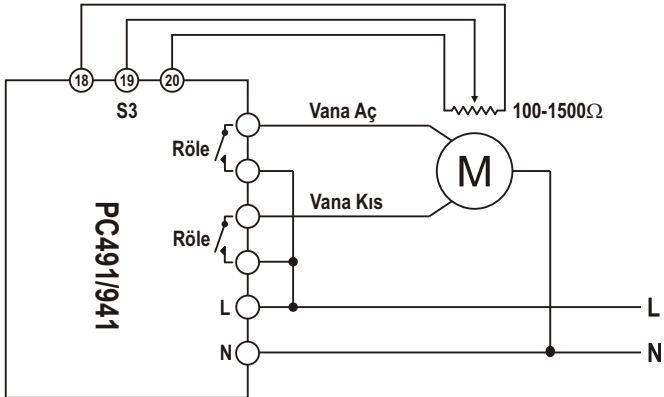 18 19 20
S3
100-1500Ω
Vana Aç
Röle
M
Vana Kıs
Röle
PC491/941
L L
N N